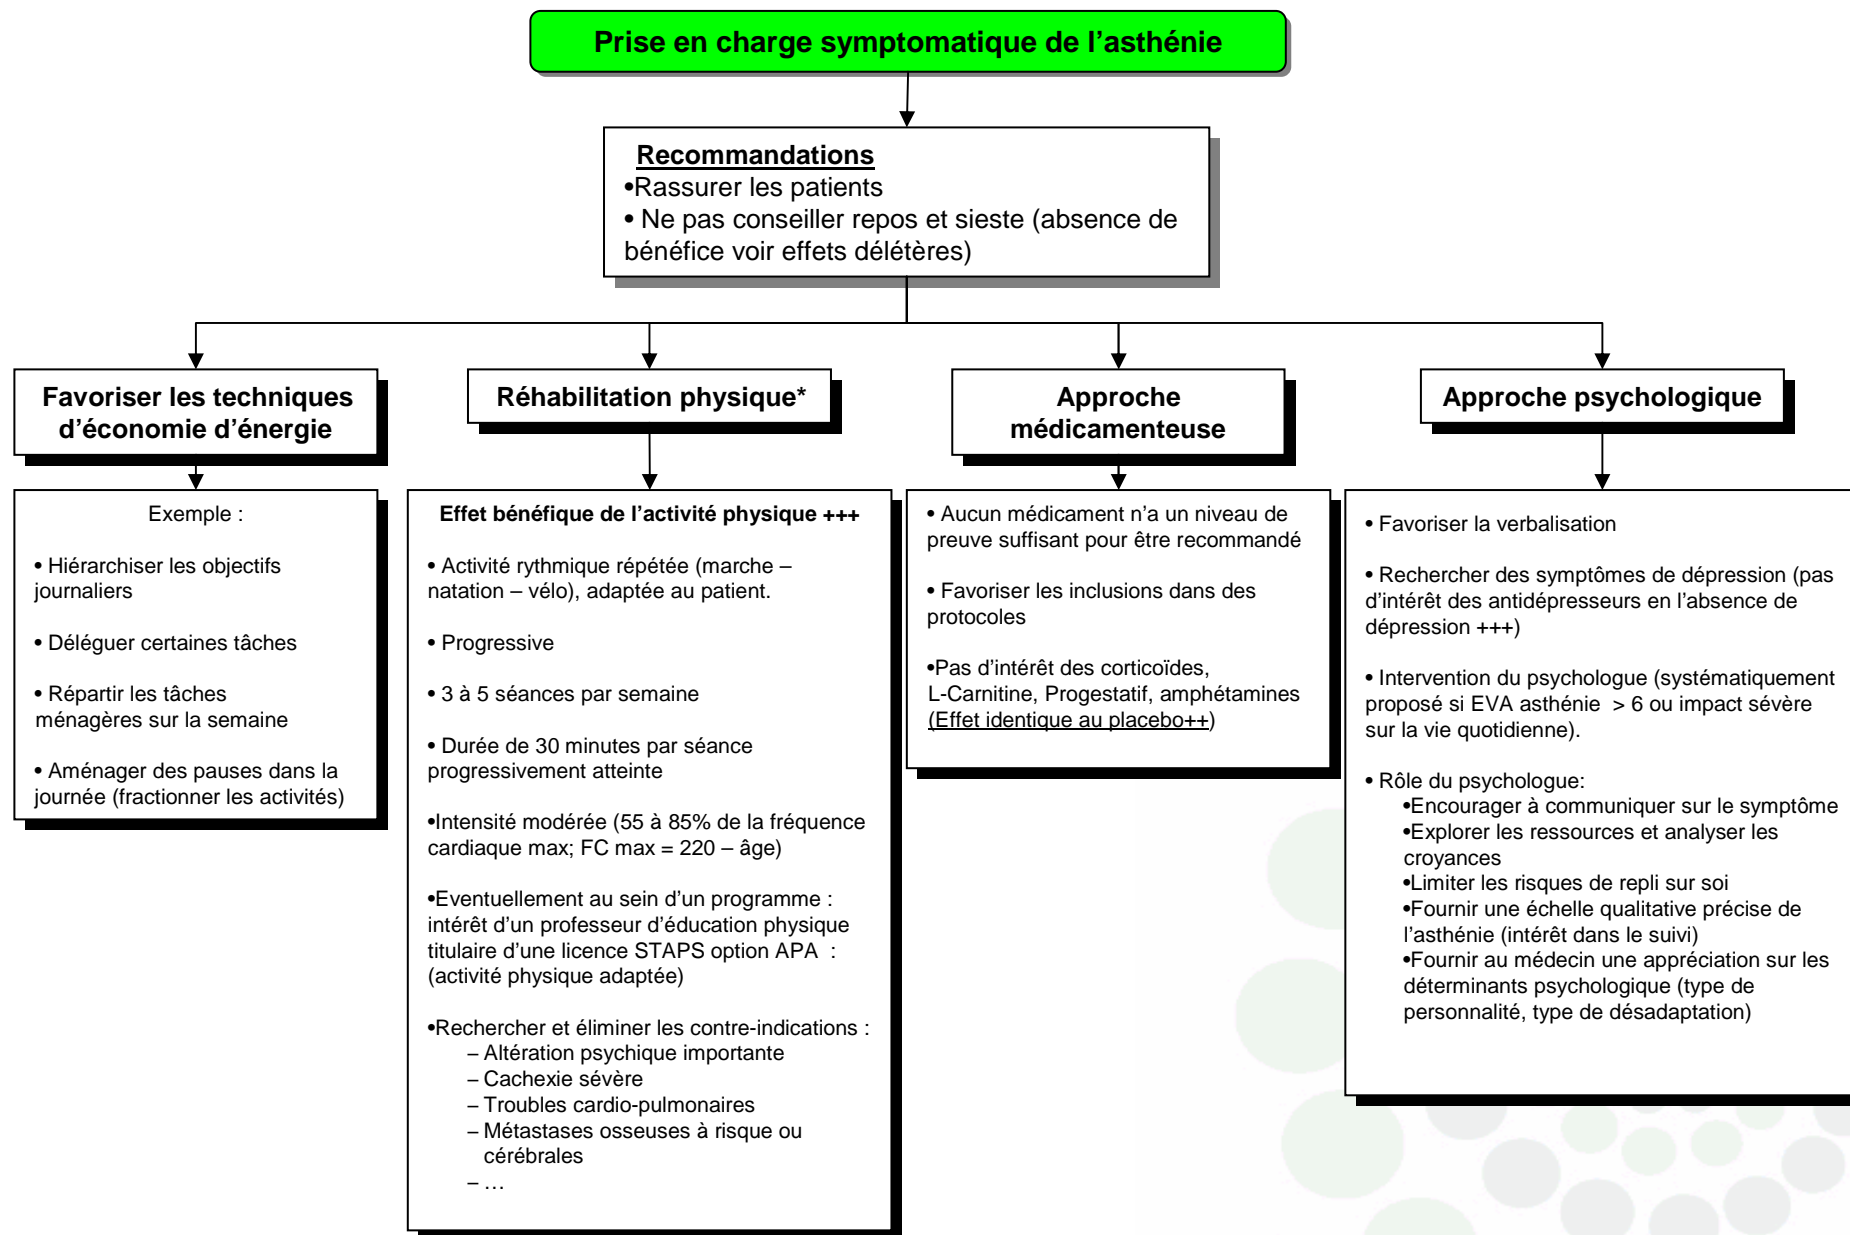 Prise en charge symptomatique de l’asthénie
Recommandations
•Rassurer les patients
• Ne pas conseiller repos et sieste (absence de
bénéfice voir effets délétères)
Favoriser les techniques
d’économie d’énergie
Exemple :
• Hiérarchiser les objectifs
journaliers
• Déléguer certaines tâches
• Répartir les tâches
ménagères sur la semaine
• Aménager des pauses dans la
journée (fractionner les activités)
Réhabilitation physique*
Effet bénéfique de l’activité physique +++
• Activité rythmique répétée (marche –
natation – vélo), adaptée au patient.
• Progressive
• 3 à 5 séances par semaine
• Durée de 30 minutes par séance
progressivement atteinte
•Intensité modérée (55 à 85% de la fréquence
cardiaque max; FC max = 220 – âge)
•Eventuellement au sein d’un programme :
intérêt d’un professeur d’éducation physique
titulaire d’une licence STAPS option APA :
(activité physique adaptée)
•Rechercher et éliminer les contre-indications :
– Altération psychique importante
– Cachexie sévère
– Troubles cardio-pulmonaires
– Métastases osseuses à risque ou
cérébrales
– …
Approche
médicamenteuse
• Aucun médicament n’a un niveau de
preuve suffisant pour être recommandé
• Favoriser les inclusions dans des
protocoles
•Pas d’intérêt des corticoïdes,
L-Carnitine, Progestatif, amphétamines
(Effet identique au placebo++)
Approche psychologique
• Favoriser la verbalisation
• Rechercher des symptômes de dépression (pas
d’intérêt des antidépresseurs en l’absence de
dépression +++)
• Intervention du psychologue (systématiquement
proposé si EVA asthénie > 6 ou impact sévère
sur la vie quotidienne).
• Rôle du psychologue:
•Encourager à communiquer sur le symptôme
•Explorer les ressources et analyser les
croyances
•Limiter les risques de repli sur soi
•Fournir une échelle qualitative précise de
l’asthénie (intérêt dans le suivi)
•Fournir au médecin une appréciation sur les
déterminants psychologique (type de
personnalité, type de désadaptation)